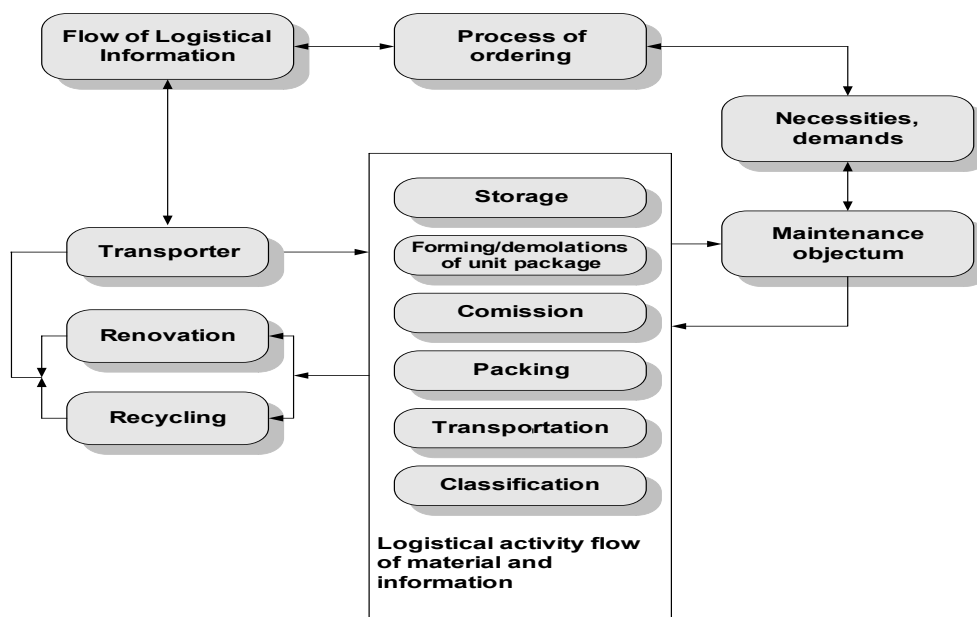 Flow of Logistical
Information
Process of
ordering
Necessities,
demands
Storage
Transporter
Forming/demolations
of unit package
Maintenance
objectum
Renovation
Comission
Packing
Recycling
Transportation
Classification
Logistical activity flow
of material and
information